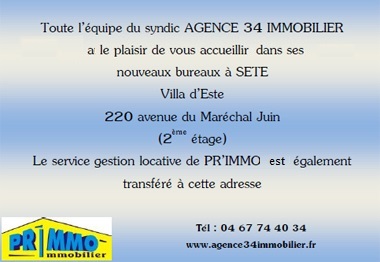 Toute l'équipe du syndic AGENCE 34 IMMOBILIER
a le plaisir de vous accueillir dans ses
nouveaux bureaux à SETE
Villa d'Este
220 avenue du Maréchal Juin
(2ème étage)
Le service gestion locative de PR'IMMO est également
transféré à cette adresse
PR'IMMO
immobilier
Tél : 04 67 74 40 34
www.agence34immobilier.fr